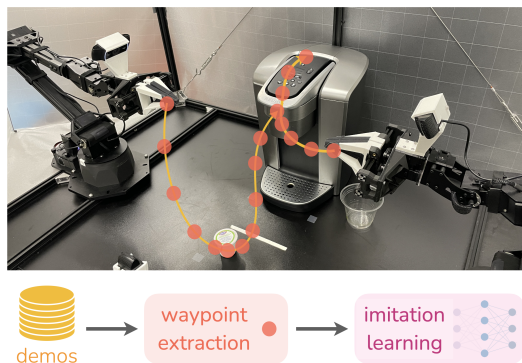 waypoint
extraction
imitation
learning
demos